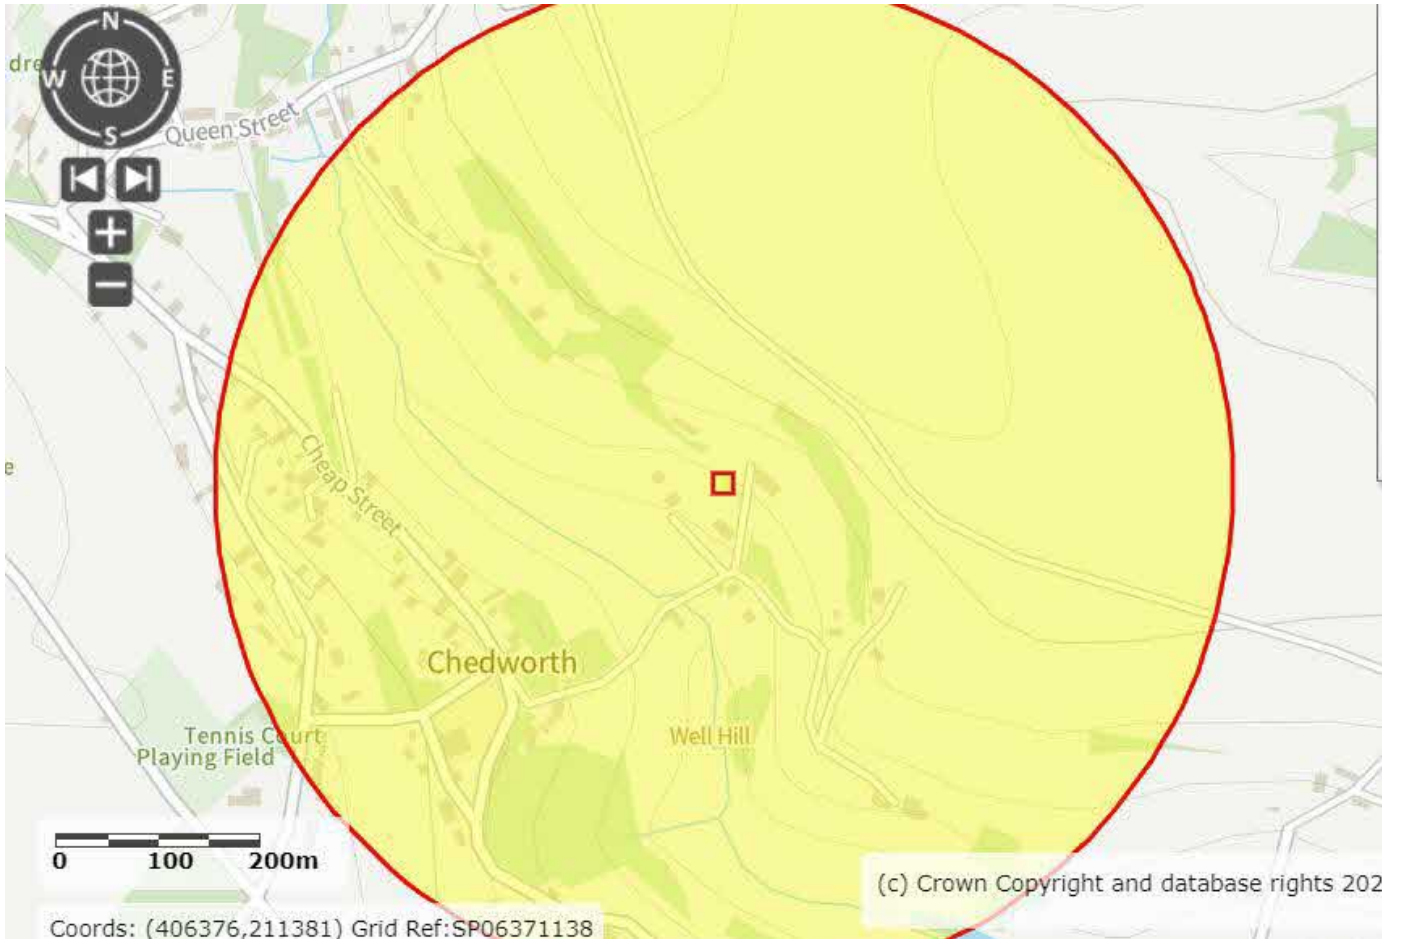 N
W E
S
dre
Queen Street
e
Cheap Street
Chedworth
Tennis Court
Playing Field
Well Hill
0 100 200m
(c) Crown Copyright and database rights 202
Coords: (406376,211381) Grid Ref:SP06371138